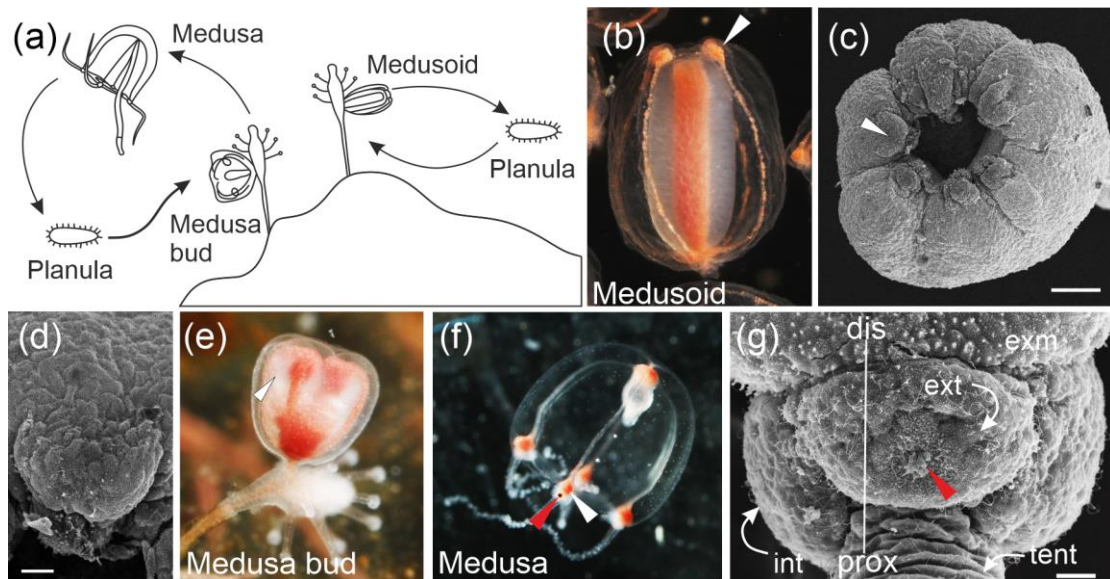 (a)
Medusa
Medusoid
Planula
Planula
Medusa
bud
(b)
Medusoid
(c)
(d)
(e)
Medusa bud
(f)
Medusa
(g)
dis
exm
ext
int
prox
tent